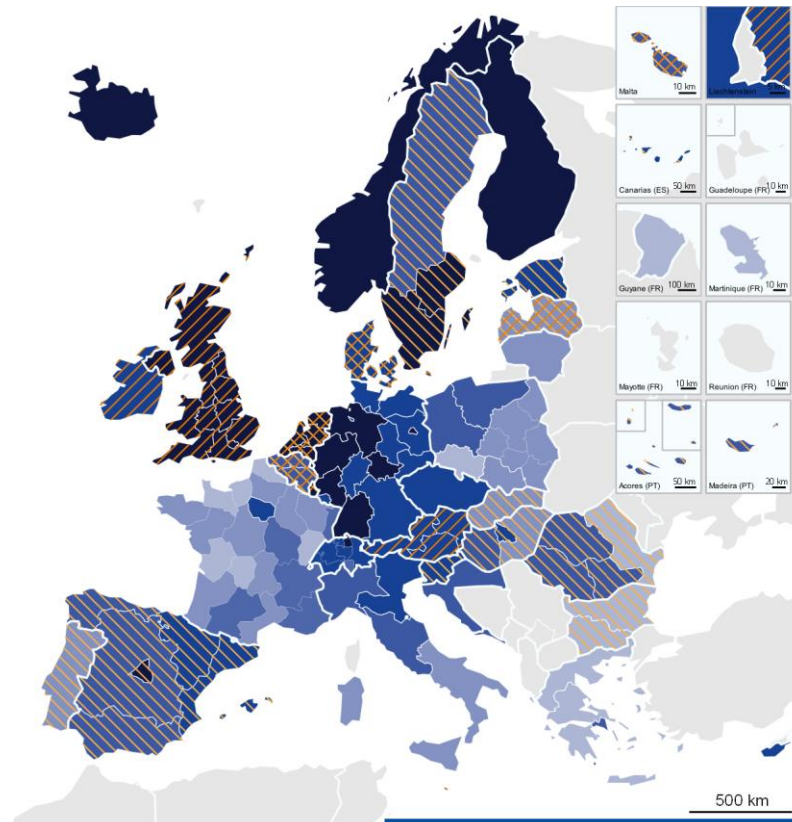 Malta
10 km
Liechtenstein
5 km
Canarias (ES)
50 km
Guadeloupe (FR)
10 km
Guyane (FR)
100 km
Martinique (FR)
10 km
Mayotte (FR)
10 km
Reunion (FR)
10 km
Acores (PT)
50 km
Madeira (PT)
20 km
500 km